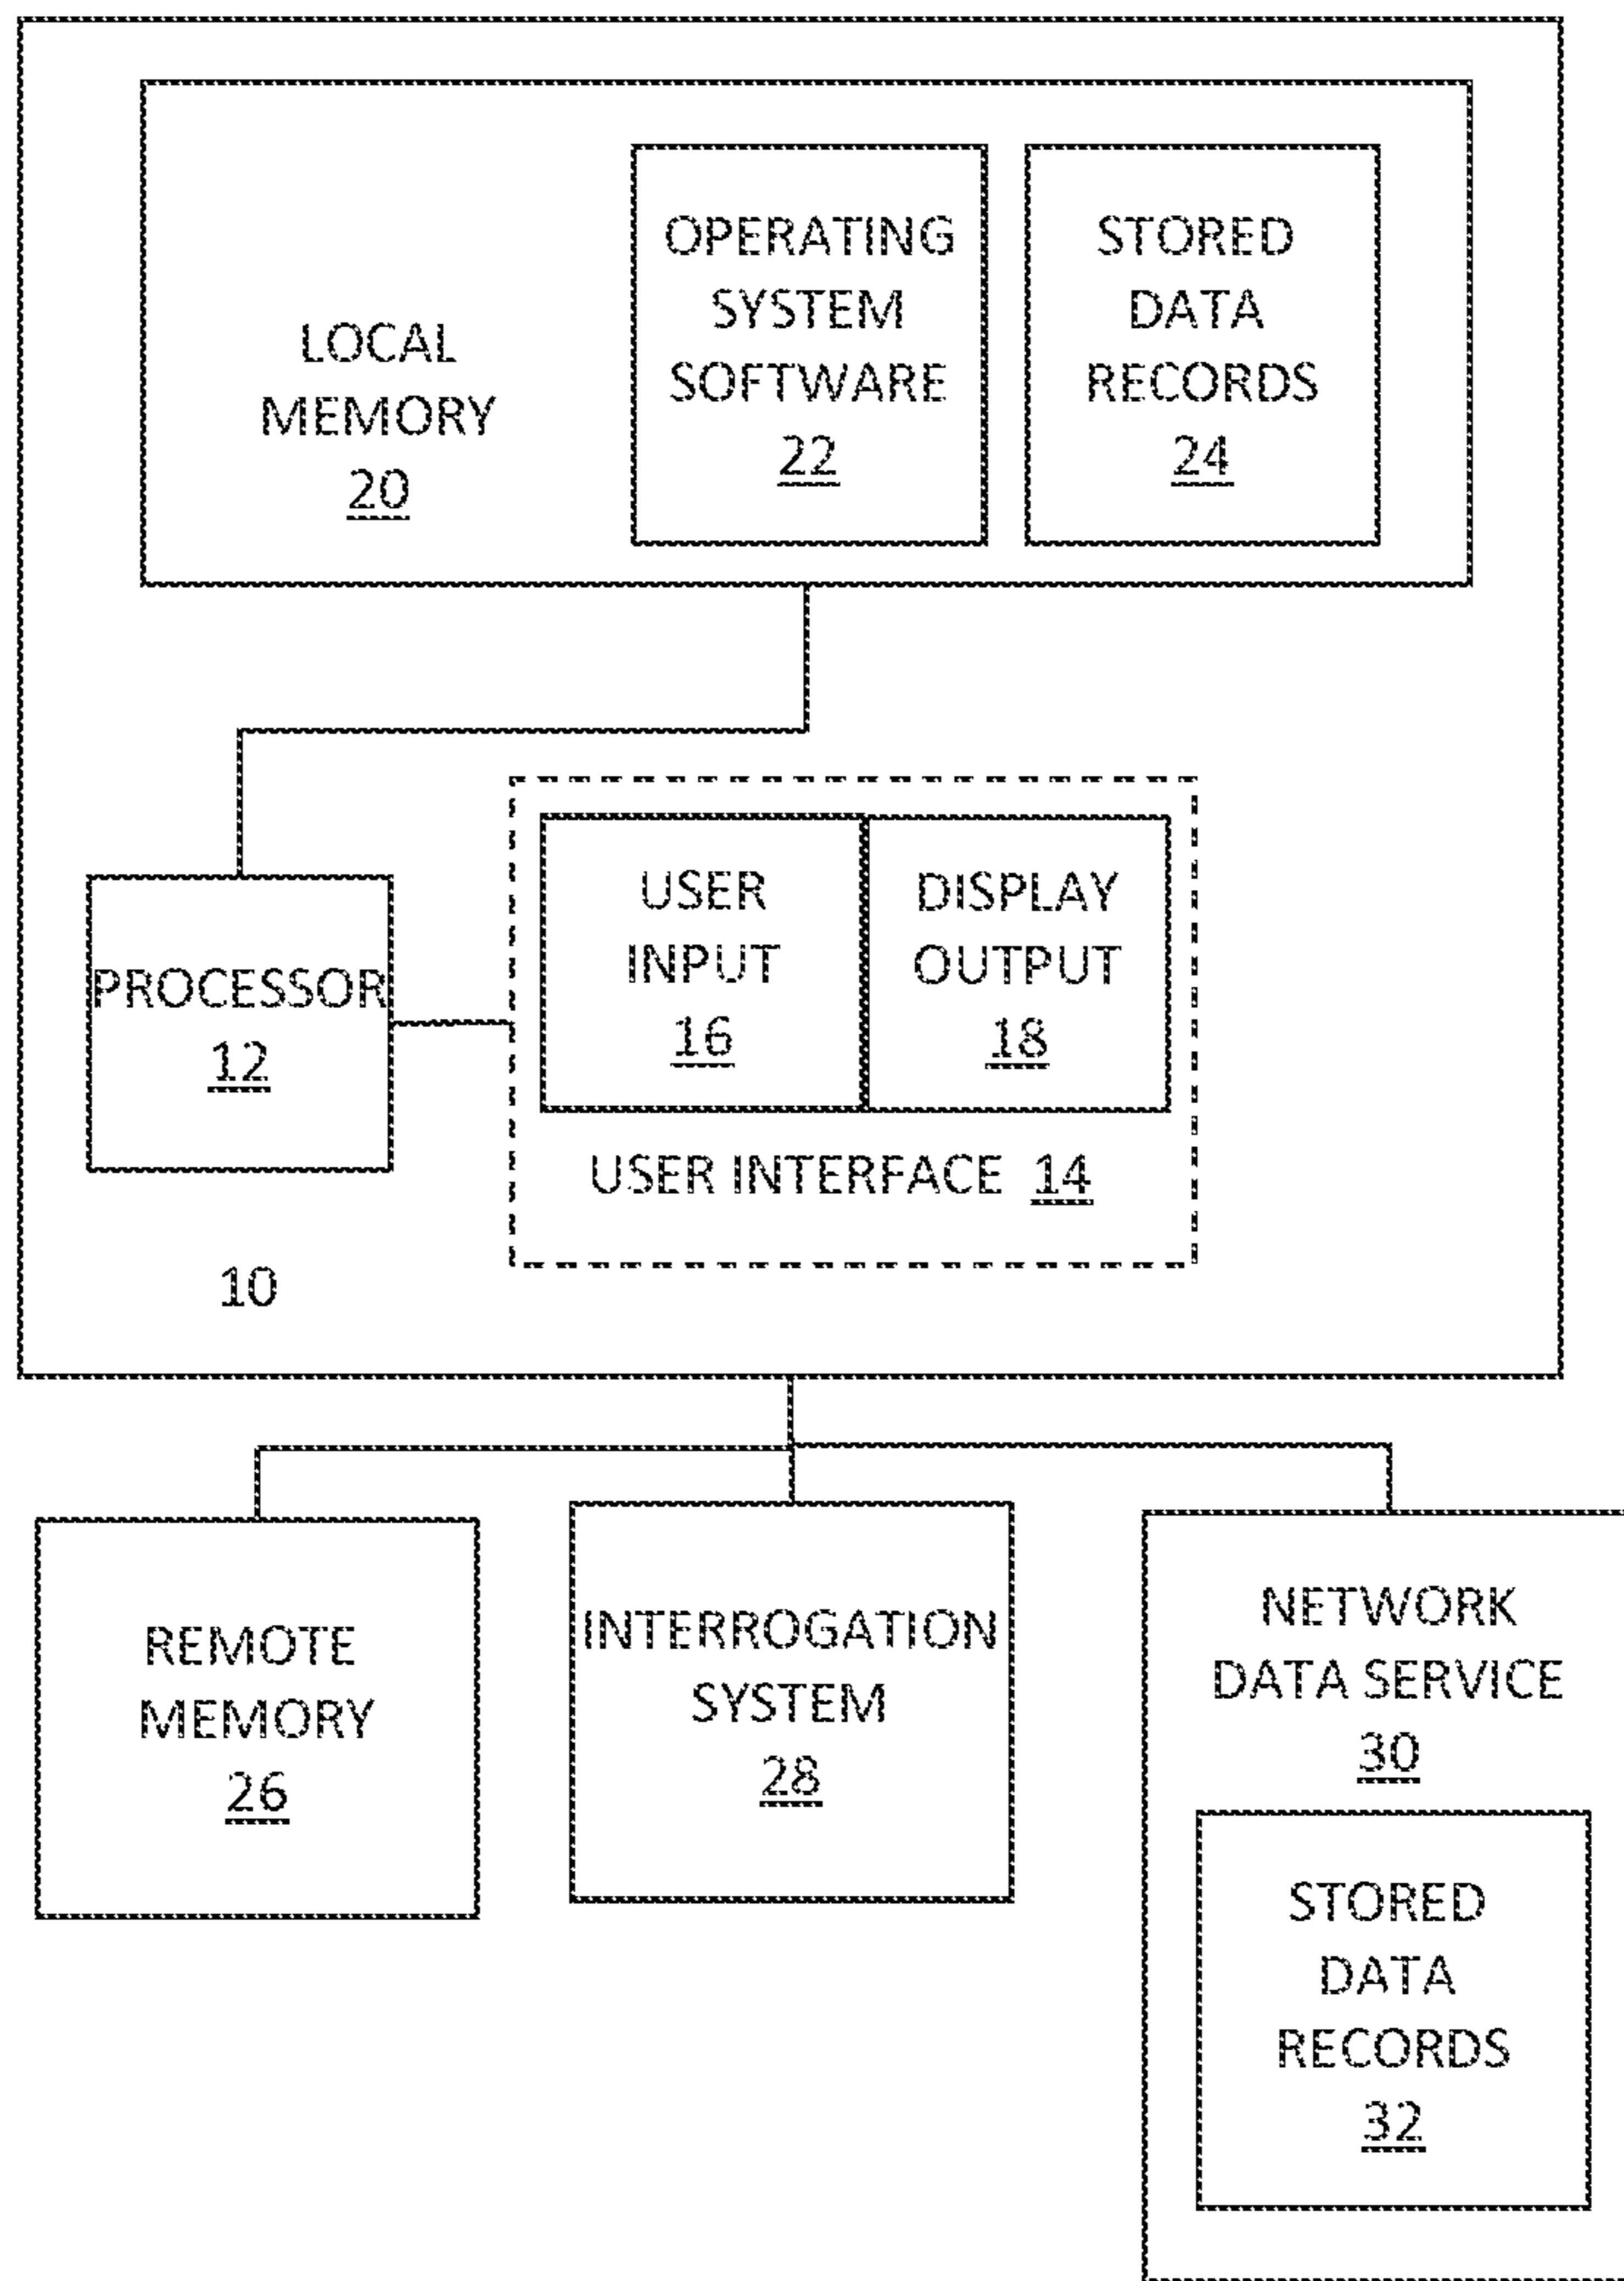 LOCAL
MEMORY
20
OPERATING
SYSTEM
SOFTWARE
22
STORED
DATA
RECORDS
24
PROCESSOR
12
USER
INPUT
16
DISPLAY
OUTPUT
18
USER INTERFACE 14
10
REMOTE
MEMORY
26
INTERROGATION
SYSTEM
28
NETWORK
DATA SERVICE
30
STORED
DATA
RECORDS
32